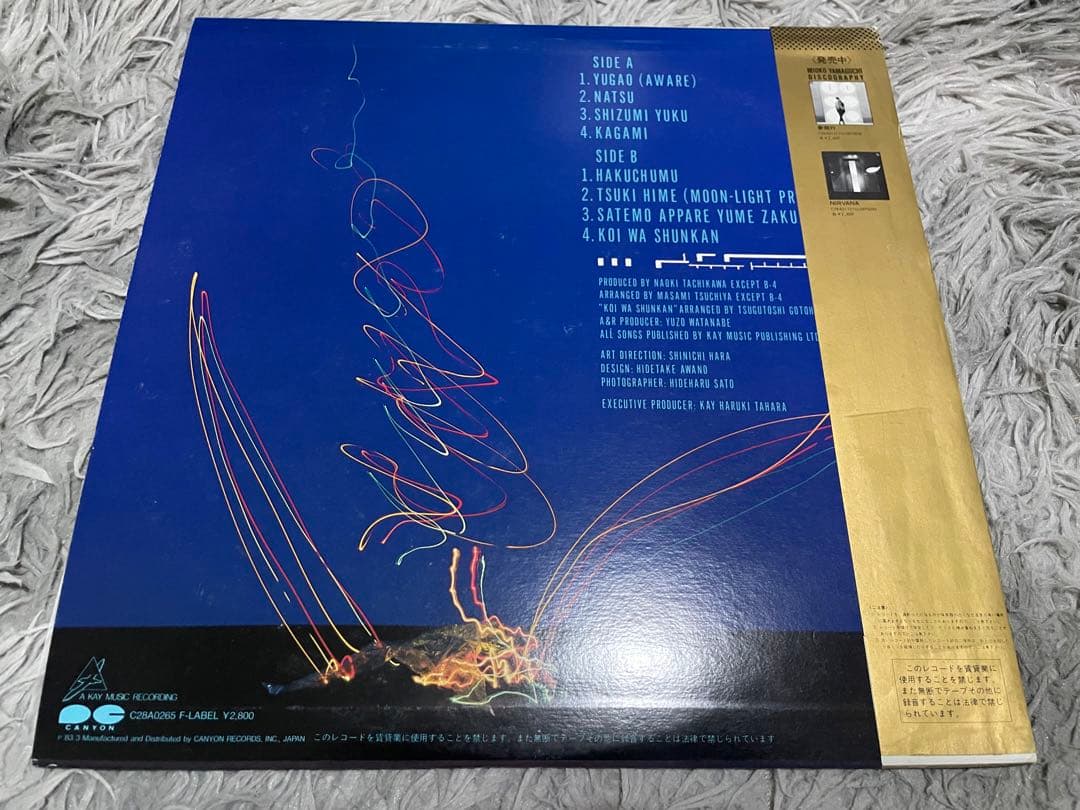 SIDE A
1. YUGAO (AWARE)
2. NATSU
3. SHIZUMI YUKU
4. KAGAMI
SIDE B
1. HAKUCHUMU
2. TSUKI HIME (MOON-LIGHT PR
3. SATEMO APPARE YUME ZAKU
4. KOI WA SHUNKAN
PRODUCED BY NAOKI TACHIKAWA EXCEPT B-4
ARRANGED BY MASAMI TSUCHIYA EXCEPT B-4
"KOI WA SHUNKAN" ARRANGED BY TSUGUTOSHI GOTOH
A&R PRODUCER: YUZO WATANABE
ALL SONGS PUBLISHED BY KAY MUSIC PUBLISHING LTD
ART DIRECTION: SHINICHI HARA
DESIGN: HIDETAKE AWANO
PHOTOGRAPHER: HIDEHARU SATO
EXECUTIVE PRODUCER: KAY HARUKI TAHARA
A KAY MUSIC RECORDING
CANYON
C28A0265 F-LABEL ¥2,800
P 83.3 Manufactured and Distributed by CANYON RECORDS, INC., JAPAN このレコードを賃貸業に使用することを禁じます。また無断でテープその他に録音することは法律で禁じられています
〈発売中〉
MIOKO YAMAGUCHI
DISCOGRAPHY
夢飛行
NIRVANA
〈ご注意〉
このレコードを賃貸業に
使用することを禁じます。
また無断でテープその他に
録音することは法律で禁じ
られています。